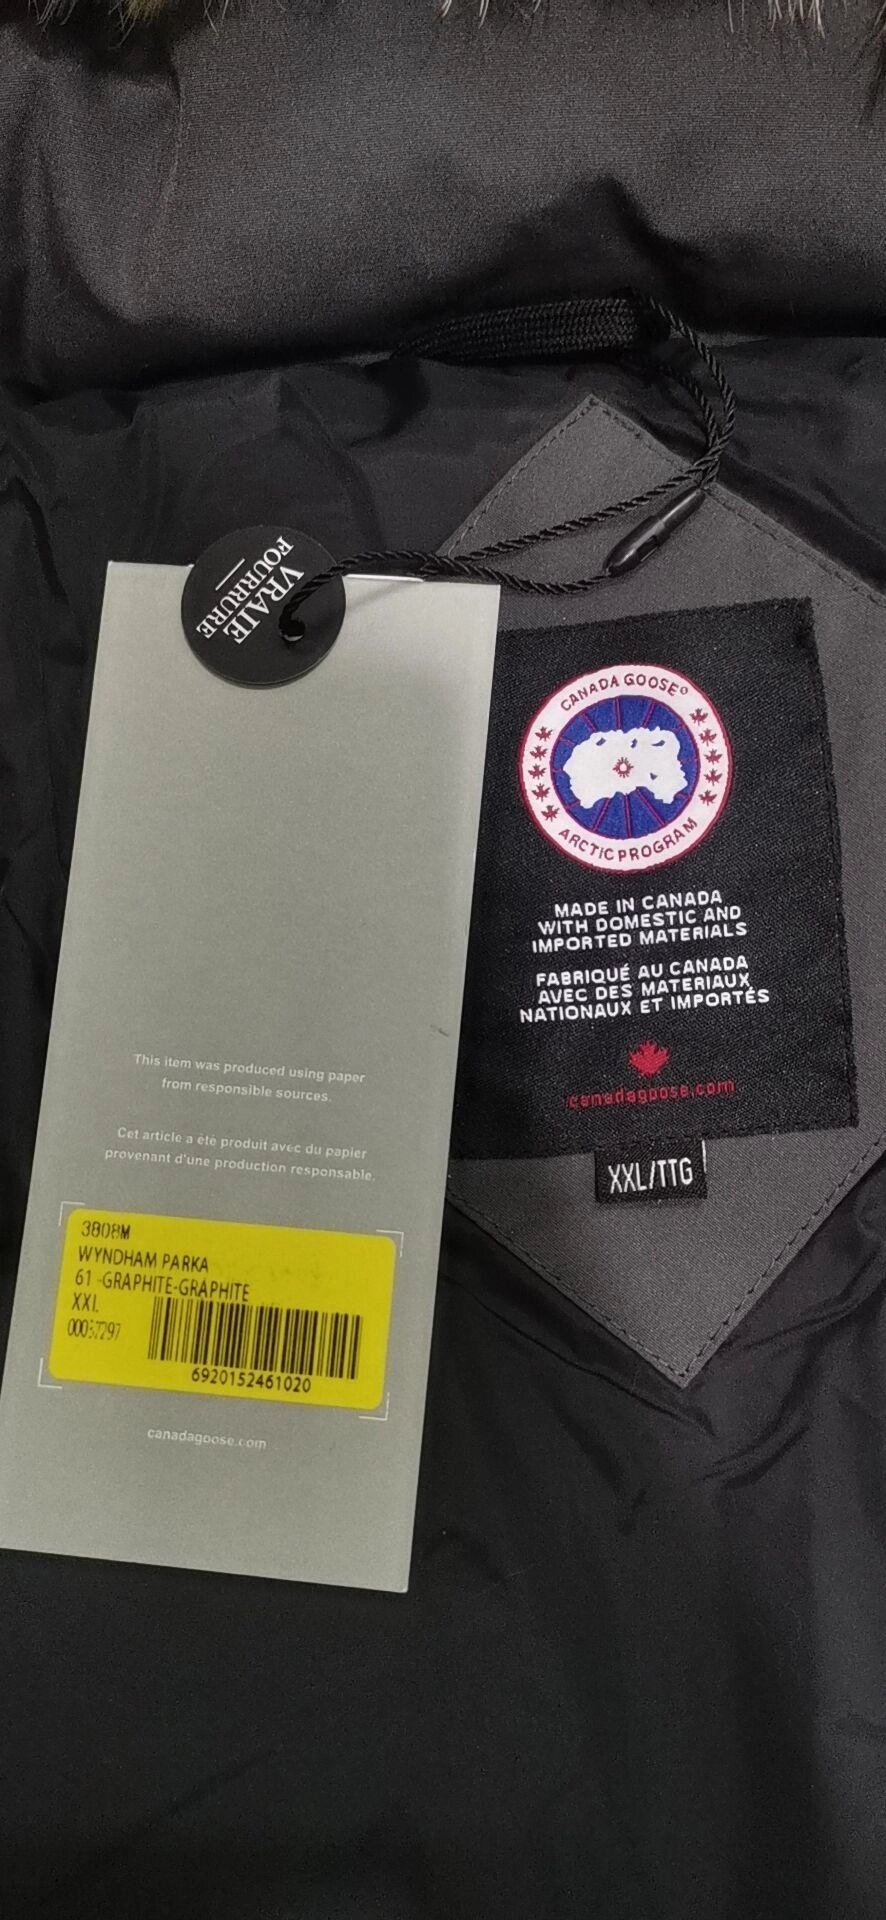 VRAIE
FOURRURE
CANADA GOOSE
ARCTIC PROGRAM
MADE IN CANADA
WITH DOMESTIC AND
IMPORTED MATERIALS
FABRIQUÉ AU CANADA
AVEC DES MATERIAUX
NATIONAUX ET IMPORTÉS
canadagoose.com
XXL/TTG
This item was produced using paper
from responsible sources.
Cet article a été produit avec du papier
provenant d'une production responsable.
3808M
WYNDHAM PARKA
61 -GRAPHITE-GRAPHITE
XXL
6920152461020
canadagoose.com